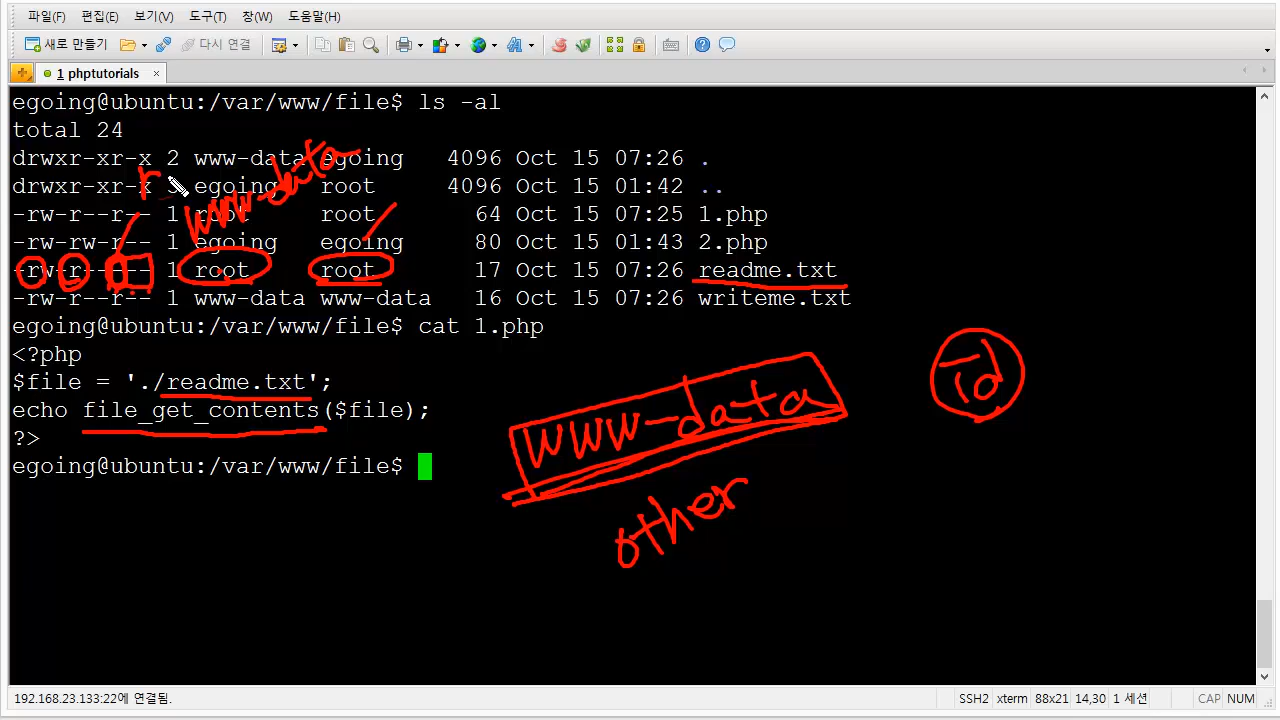 파일(F) 편집(E) 보기(V) 도구(T) 창(W) 도움말(H)
새로 만들기 다시 연결
1 phptutorials
egoing@ubuntu:/var/www/file$ ls -al
total 24
drwxr-xr-x 2 www-data egoing 4096 Oct 15 07:26 .
drwxr-xr-x 3 egoing root 4096 Oct 15 01:42 ..
-rw-r--r-- 1 root root 64 Oct 15 07:25 1.php
-rw-rw-r-- 1 egoing egoing 80 Oct 15 01:43 2.php
-rw-r----- 1 root root 17 Oct 15 07:26 readme.txt
-rw-r--r-- 1 www-data www-data 16 Oct 15 07:26 writeme.txt
egoing@ubuntu:/var/www/file$ cat 1.php
<?php
$file = './readme.txt';
echo file_get_contents($file);
?>
egoing@ubuntu:/var/www/file$
r
www-data
www-data
id
other
192.168.23.133:22에 연결됨. SSH2 xterm 88x21 14,30 1 세션 CAP NUM